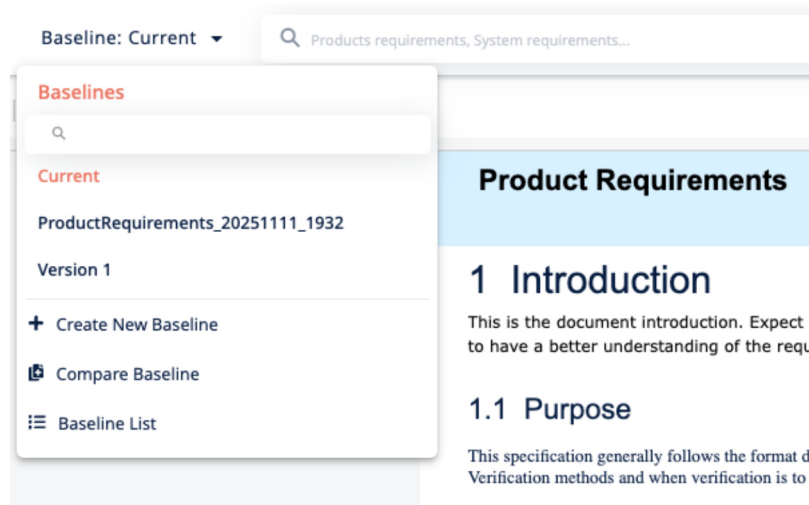 Baseline: Current
Products requirements, System requirements...
Baselines
Current
ProductRequirements_20251111_1932
Version 1
Create New Baseline
Compare Baseline
Baseline List
Product Requirements
1 Introduction
This is the document introduction. Expect
to have a better understanding of the
1.1 Purpose
This specification generally follows the format
Verification methods and when verification is to